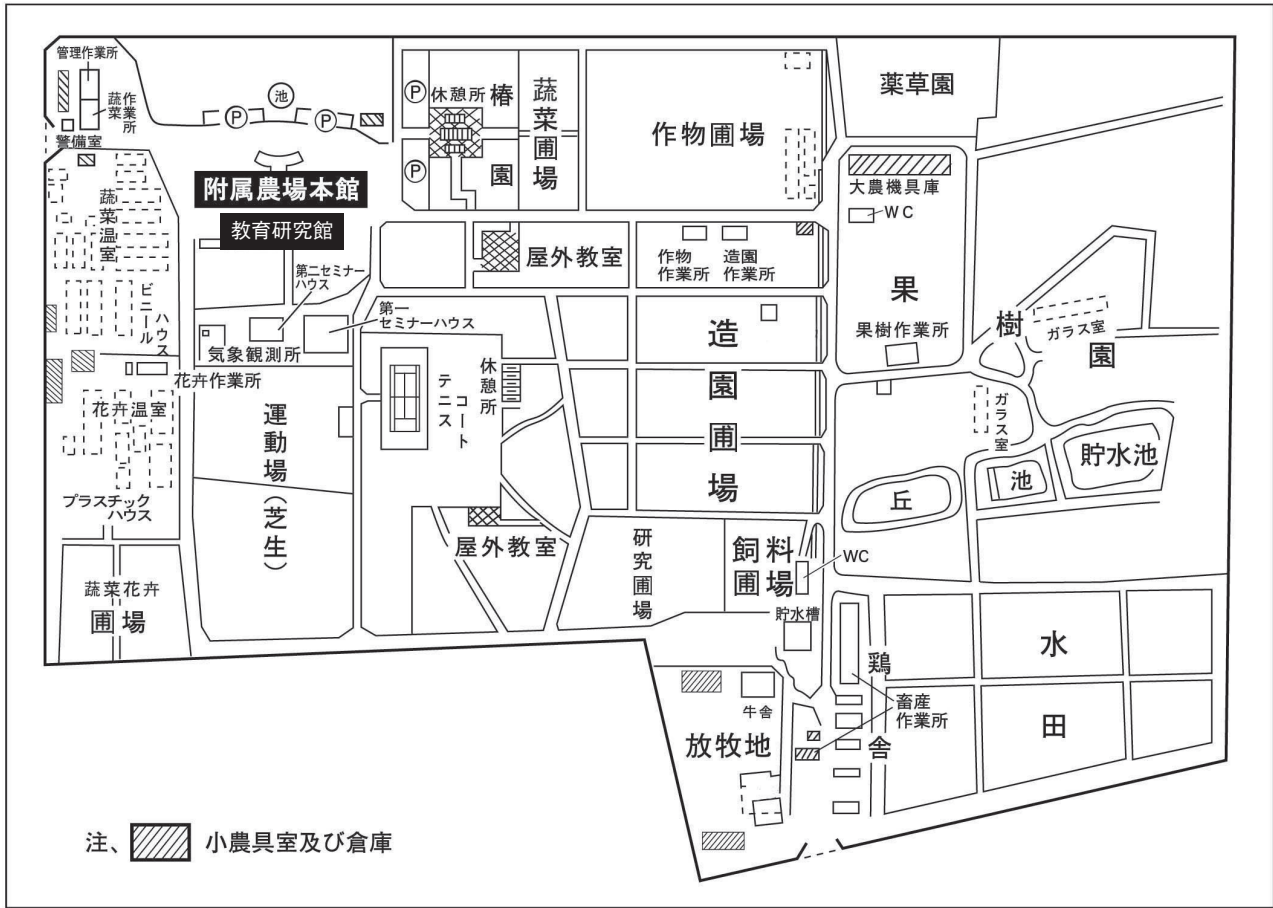 管理作業所
蔬菜
作業所
警備室
池
P
P
P
P
休憩所
椿園
蔬菜圃場
作物圃場
薬草園
大農機具庫
WC
附属農場本館
教育研究館
蔬菜温室
ビニールハウス
第二セミナーハウス
第一セミナーハウス
気象観測所
屋外教室
作物作業所
造園作業所
果樹園
果樹作業所
ガラス室
ガラス室
花卉作業所
花卉温室
運動場(芝生)
テニスコート
休憩所
造園圃場
丘
池
貯水池
プラスチックハウス
蔬菜花卉
圃場
屋外教室
研究圃場
飼料
圃場
WC
貯水槽
牛舎
放牧地
鶏舎
畜産作業所
水田
注、
小農具室及び倉庫